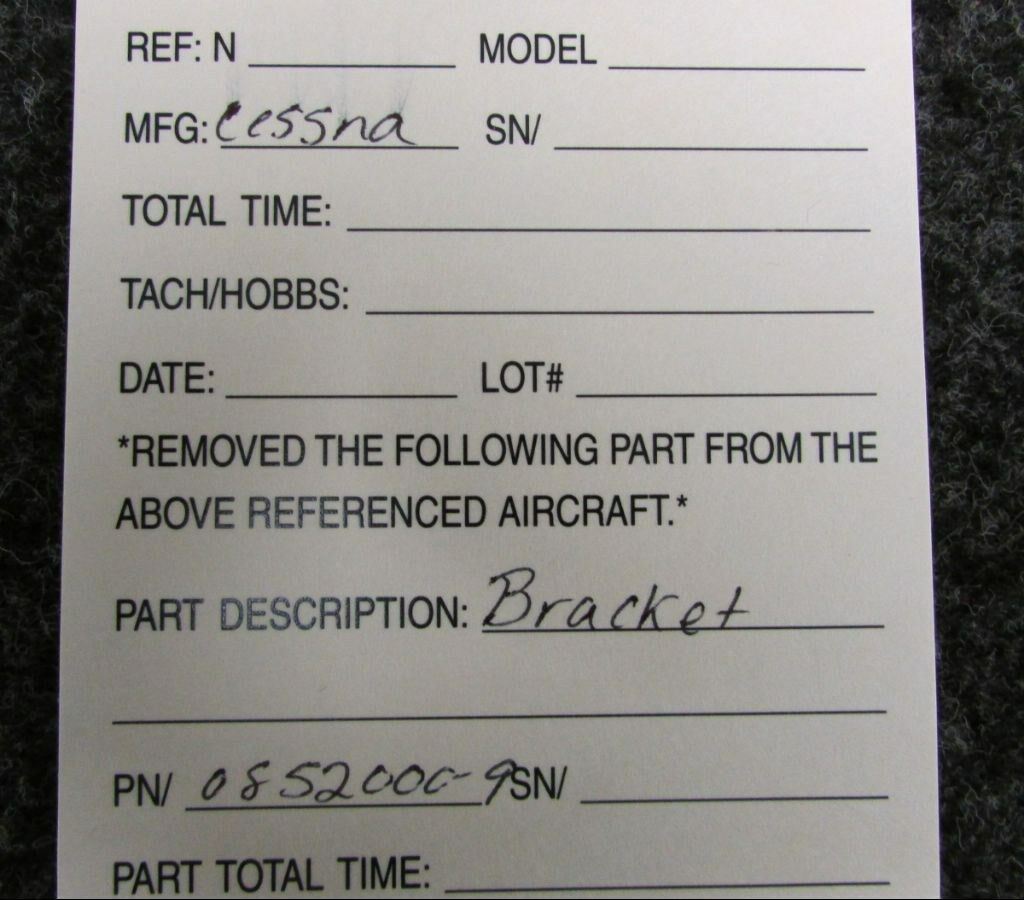 REF: N MODEL
MFG: Cessna SN/
TOTAL TIME:
TACH/HOBBS:
DATE: LOT#
*REMOVED THE FOLLOWING PART FROM THE
ABOVE REFERENCED AIRCRAFT.*
PART DESCRIPTION: Bracket
PN/ 0852000-9 SN/
PART TOTAL TIME: